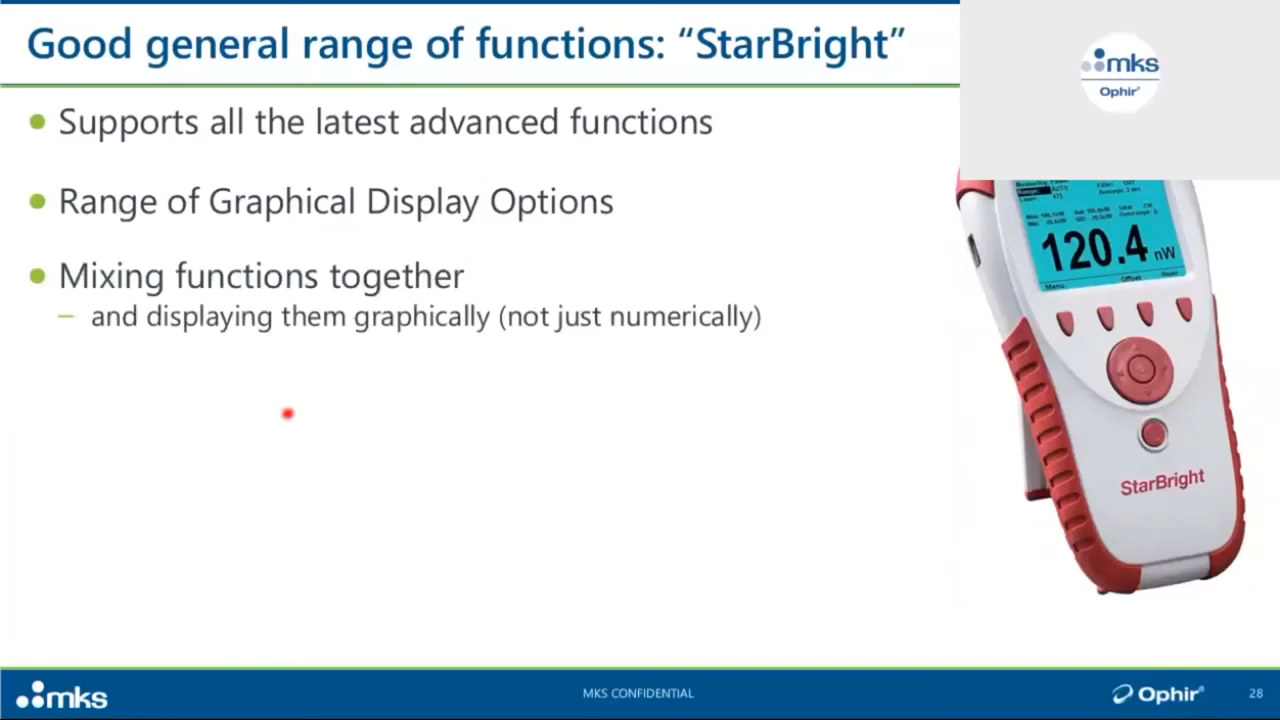 Good general range of functions: “StarBright”
mks
Ophir®
Supports all the latest advanced functions
Range of Graphical Display Options
Mixing functions together
– and displaying them graphically (not just numerically)
120.4 nW
Menu
Offset
StarBright
mks
MKS CONFIDENTIAL
Ophir®
28